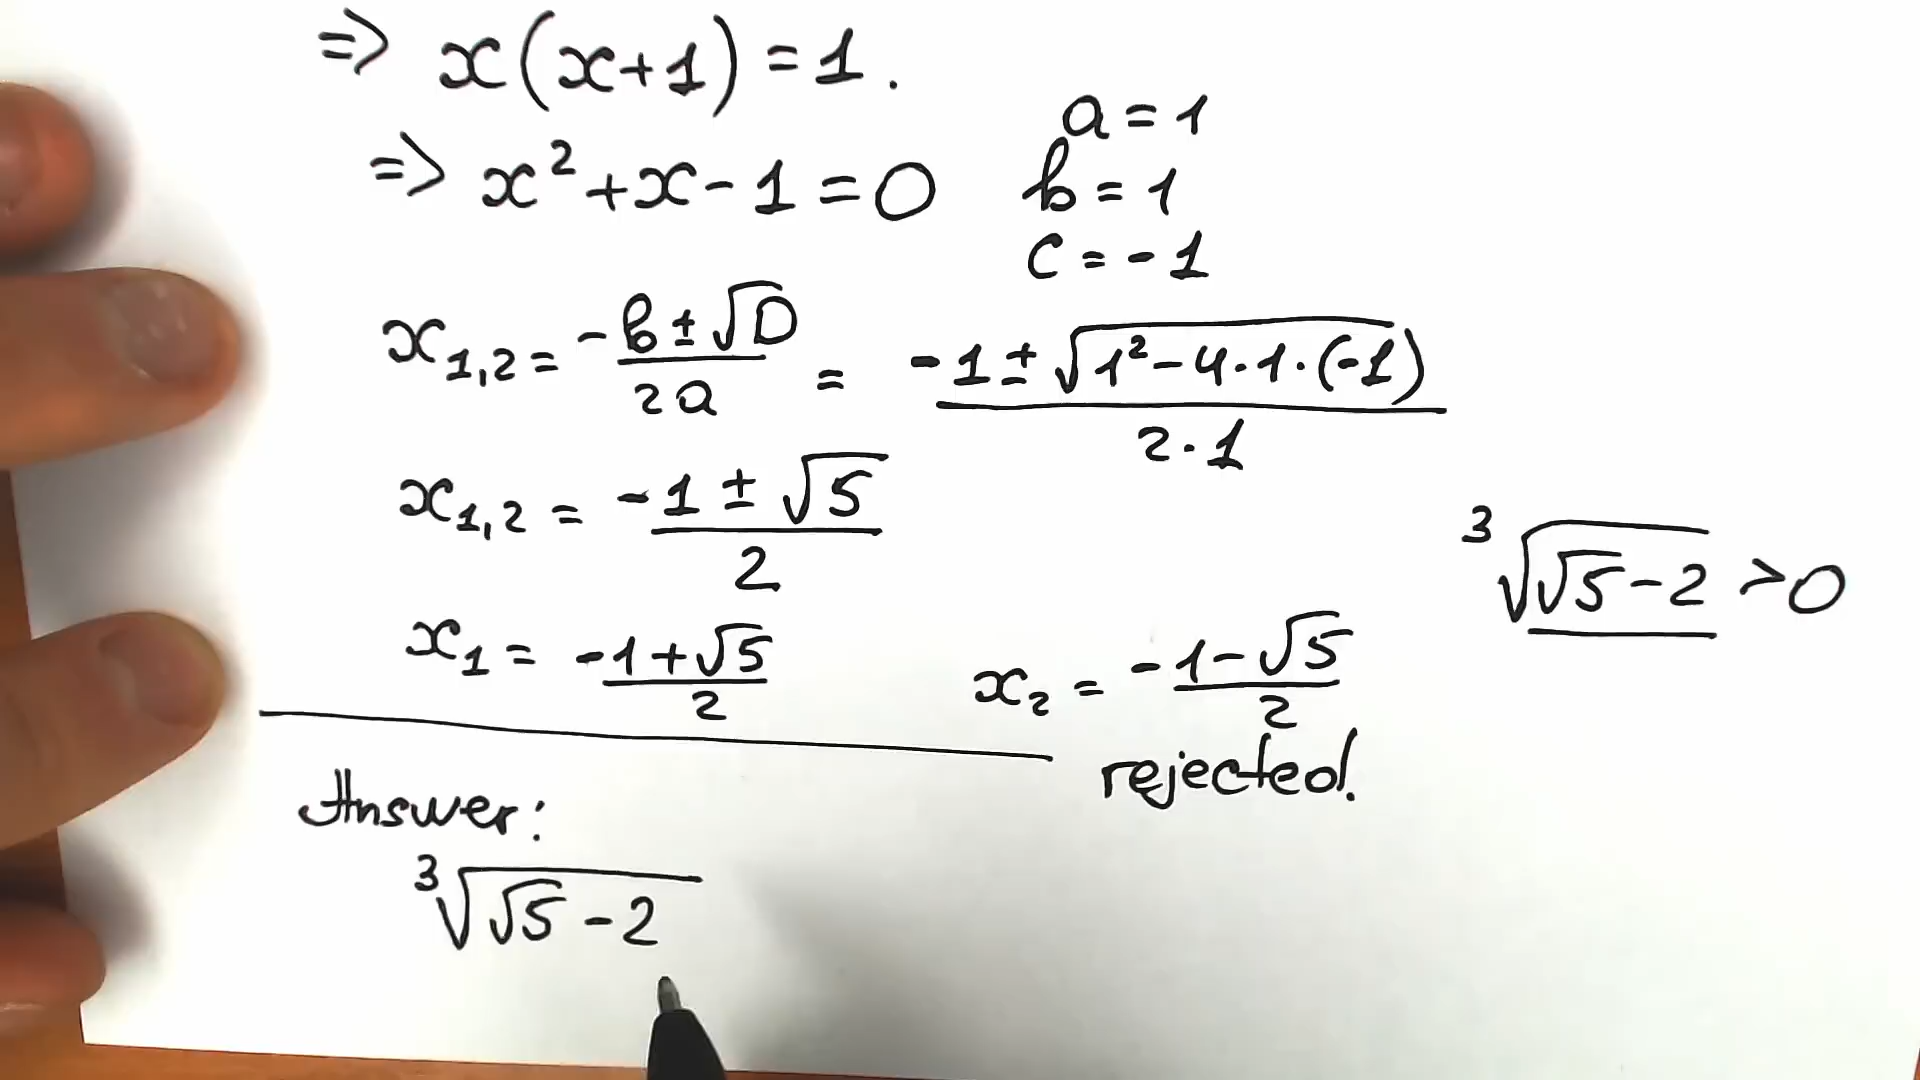 => x(x+1) = 1.
=> x² + x - 1 = 0
a = 1
b = 1
c = -1
x₁,₂ = (-b ± √D)/(2a) = (-1 ± √(1² - 4·1·(-1)))/(2·1)
x₁,₂ = (-1 ± √5)/2
³√(√5 - 2) > 0
x₁ = (-1 + √5)/2
x₂ = (-1 - √5)/2
rejected!
Answer:
³√(√5 - 2)